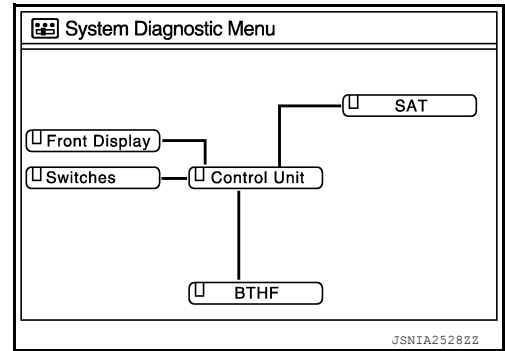 System Diagnostic Menu
SAT
Front Display
Switches
Control Unit
BTHF
JSNIA2528ZZ